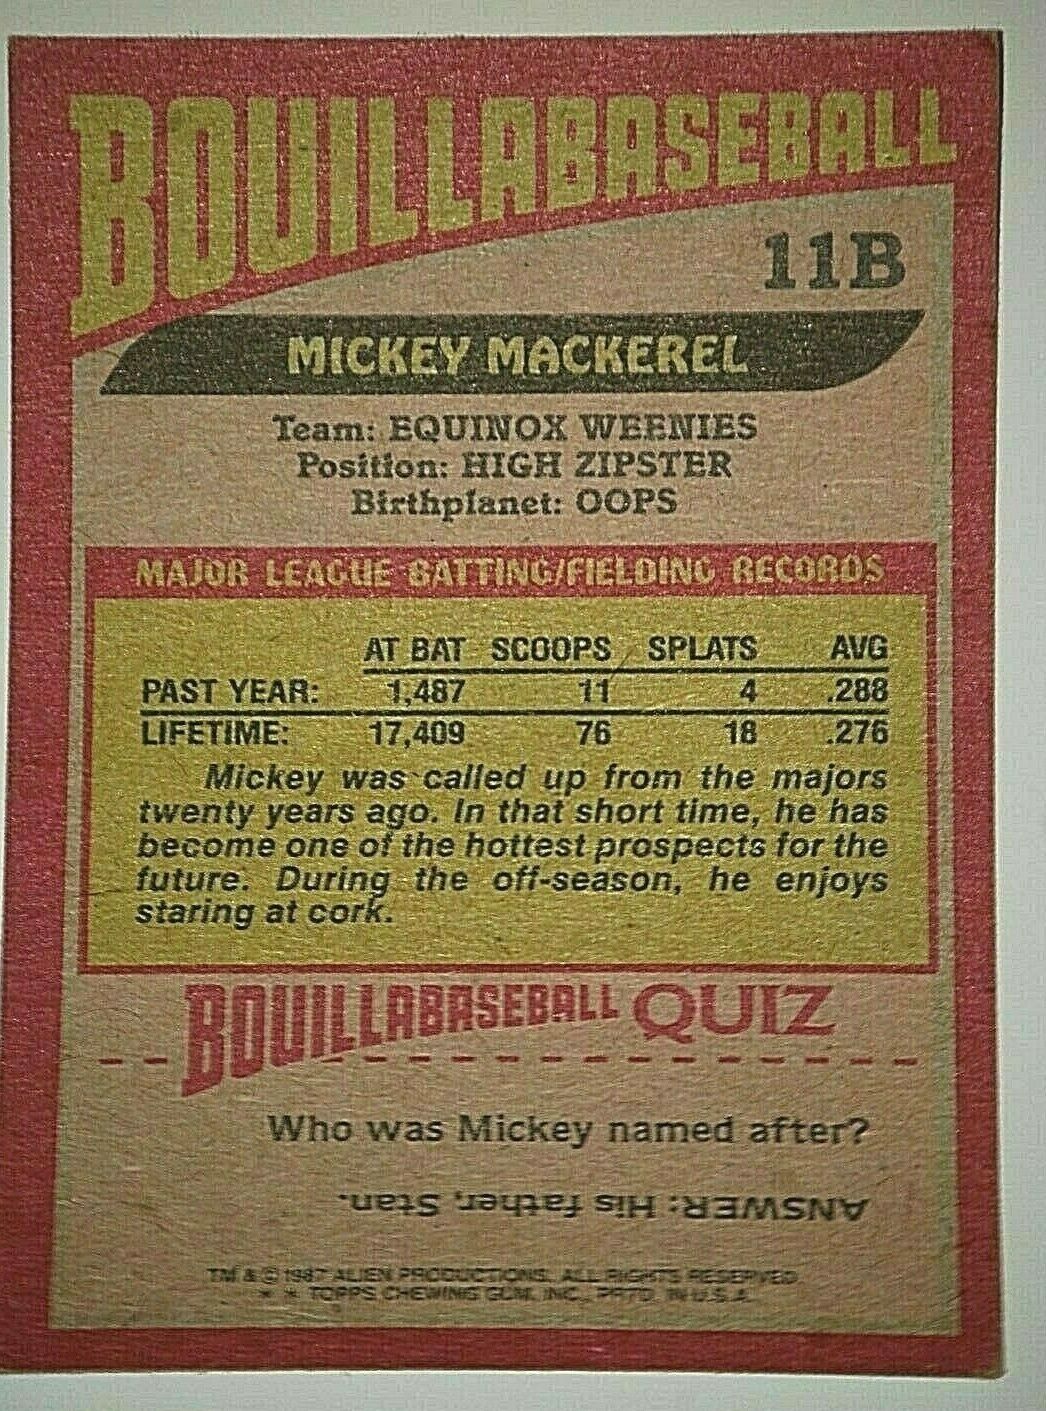 BOUILLABASEBALL
11B
MICKEY MACKEREL
Team: EQUINOX WEENIES
Position: HIGH ZIPSTER
Birthplanet: OOPS
MAJOR LEAGUE BATTING/FIELDING RECORDS
AT BAT SCOOPS SPLATS AVG
PAST YEAR: 1,487 11 4 .288
LIFETIME: 17,409 76 18 .276
Mickey was called up from the majors
twenty years ago. In that short time, he has
become one of the hottest prospects for the
future. During the off-season, he enjoys
staring at cork.
BOUILLABASEBALL QUIZ
Who was Mickey named after?
ANSWER: His father, Stan.
TM & © 1987 ALIEN PRODUCTIONS. ALL RIGHTS RESERVED.
* * TOPPS CHEWING GUM, INC., PRTD. IN U.S.A.